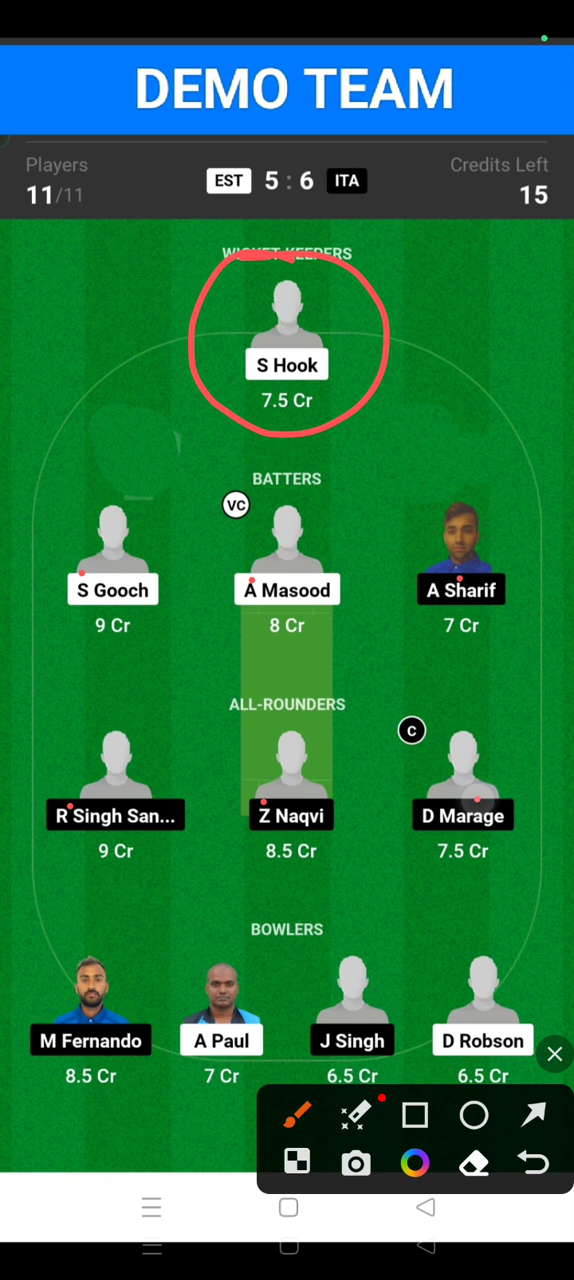 DEMO TEAM
Players
Credits Left
11/11
EST 5 : 6 ITA
15
WICKET-KEEPERS
S Hook
7.5 Cr
BATTERS
VC
S Gooch
A Masood
A Sharif
9 Cr
8 Cr
7 Cr
ALL-ROUNDERS
C
R Singh San...
Z Naqvi
D Marage
9 Cr
8.5 Cr
7.5 Cr
BOWLERS
M Fernando
A Paul
J Singh
D Robson
8.5 Cr
7 Cr
6.5 Cr
6.5 Cr